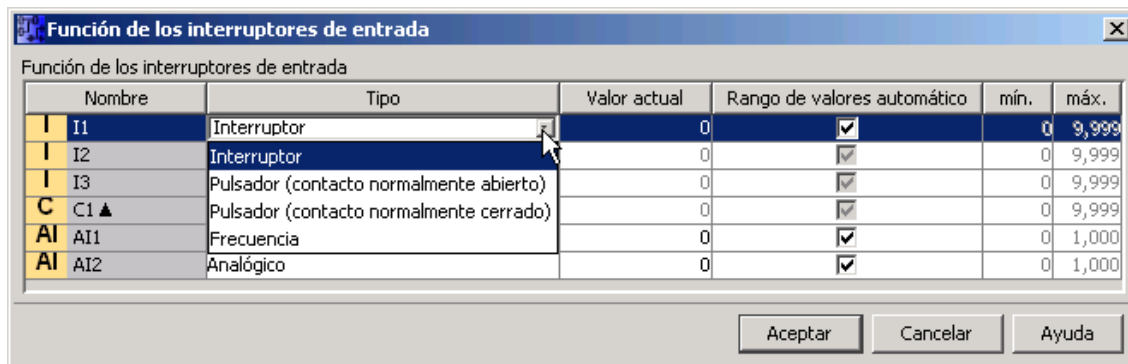 Función de los interruptores de entrada
Función de los interruptores de entrada
Nombre Tipo Valor actual Rango de valores automático mín. máx.
I I1 Interruptor 0 0 9,999
I I2 Interruptor 0 0 9,999
I I3 Pulsador (contacto normalmente abierto) 0 0 9,999
C C1▲ Pulsador (contacto normalmente cerrado) 0 0 9,999
AI AI1 Frecuencia 0 0 1,000
AI AI2 Analógico 0 0 1,000
Aceptar Cancelar Ayuda